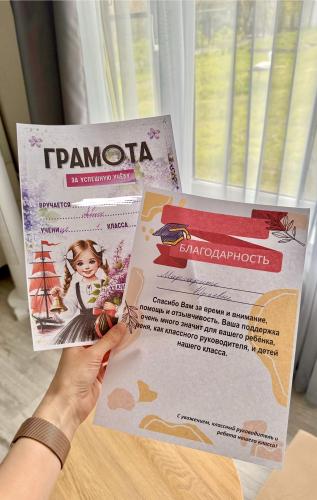 ГРАМОТА
ЗА УСПЕШНУЮ УЧЁБУ
ВРУЧАЕТСЯ
УЧЕНИ КЛАССА
БЛАГОДАРНОСТЬ
Спасибо Вам за время и внимание,
помощь и отзывчивость. Ваша поддержка
очень много значит для вашего ребёнка,
меня, как классного руководителя, и детей
нашего класса.
С уважением, классный руководитель и
ребята нашего класса!